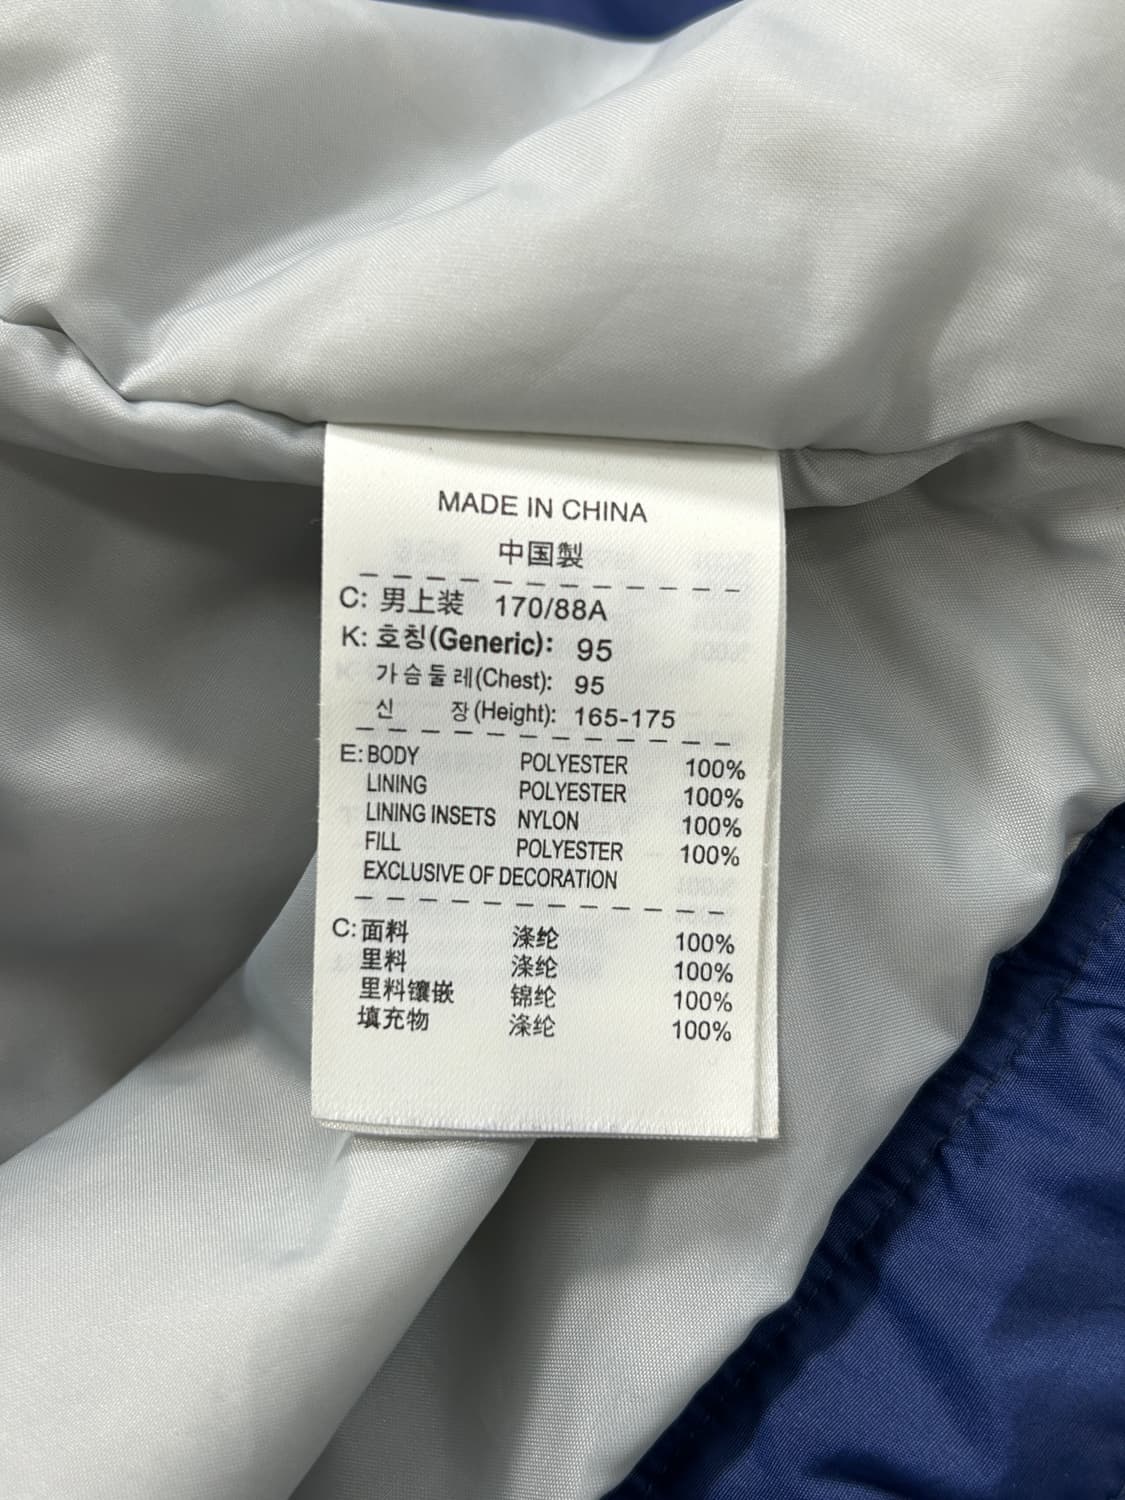 MADE IN CHINA
中国製
C: 男上装 170/88A
K: 호칭(Generic): 95
가슴둘레(Chest): 95
신 장(Height): 165-175
E: BODY POLYESTER 100%
LINING POLYESTER 100%
LINING INSETS NYLON 100%
FILL POLYESTER 100%
EXCLUSIVE OF DECORATION
C: 面料 涤纶 100%
里料 涤纶 100%
里料镶嵌 锦纶 100%
填充物 涤纶 100%